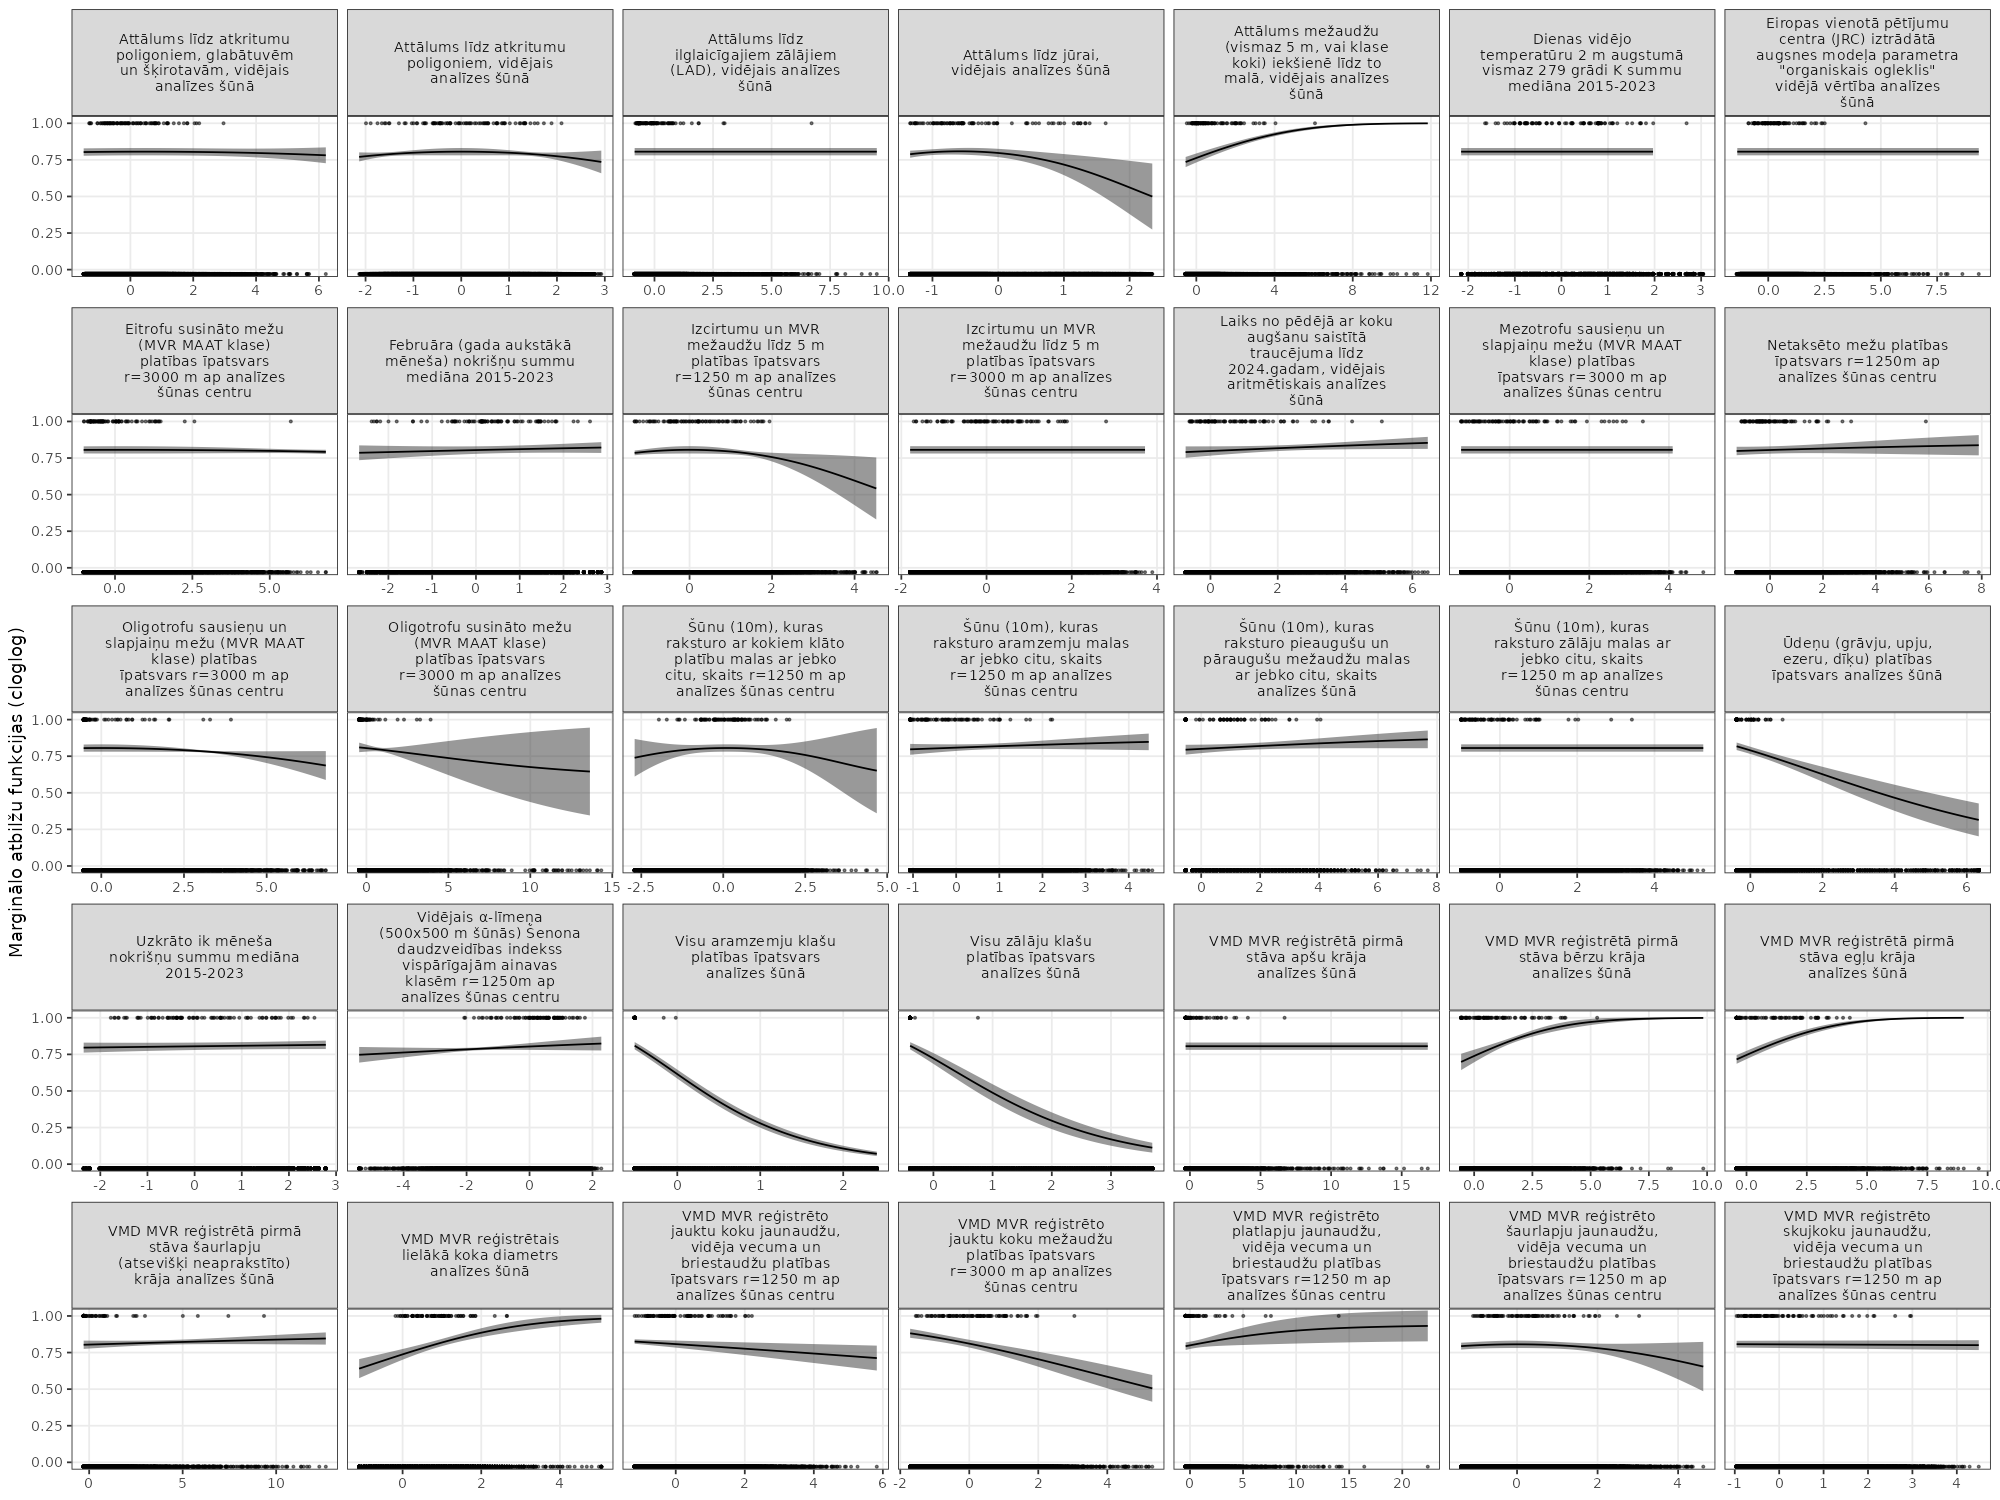 Attālums līdz atkritumu
poligoniem, glabātuvēm
un šķirotavām, vidējais
analīzes šūnā
Attālums līdz atkritumu
poligoniem, vidējais
analīzes šūnā
Attālums līdz
ilglaicīgajiem zālājiem
(LAD), vidējais analīzes
šūnā
Attālums līdz jūrai,
vidējais analīzes šūnā
Attālums mežaudžu
(vismaz 5 m, vai klase
koki) iekšienē līdz to
malā, vidējais analīzes
šūnā
Dienas vidējo
temperatūru 2 m augstumā
vismaz 279 grādi K summu
mediāna 2015-2023
Eiropas vienotā pētījumu
centra (JRC) iztrādātā
augsnes modeļa parametra
"organiskais ogleklis"
vidējā vērtība analīzes
šūnā
1.00
0.75
0.50
0.25
0.00
0 2 4 6
-2 -1 0 1 2 3
0.0 2.5 5.0 7.5 10.0
-1 0 1 2
0 4 8 12
-2 -1 0 1 2 3
0.0 2.5 5.0 7.5
Eitrofu susināto mežu
(MVR MAAT klase)
platības īpatsvars
r=3000 m ap analīzes
šūnas centru
Februāra (gada aukstākā
mēneša) nokrišņu summu
mediāna 2015-2023
Izcirtumu un MVR
mežaudžu līdz 5 m
platības īpatsvars
r=1250 m ap analīzes
šūnas centru
Izcirtumu un MVR
mežaudžu līdz 5 m
platības īpatsvars
r=3000 m ap analīzes
šūnas centru
Laiks no pēdējā ar koku
augšanu saistītā
traucējuma līdz
2024.gadam, vidējais
aritmētiskais analīzes
šūnā
Mezotrofu sausieņu un
slapjaiņu mežu (MVR MAAT
klase) platības
īpatsvars r=3000 m ap
analīzes šūnas centru
Netaksēto mežu platības
īpatsvars r=1250m ap
analīzes šūnas centru
1.00
0.75
0.50
0.25
0.00
0.0 2.5 5.0
-2 -1 0 1 2 3
0 2 4
-2 0 2 4
0 2 4 6
0 2 4
0 2 4 6 8
Marginālo atbilžu funkcijas (cloglog)
Oligotrofu sausieņu un
slapjaiņu mežu (MVR MAAT
klase) platības
īpatsvars r=3000 m ap
analīzes šūnas centru
Oligotrofu susināto mežu
(MVR MAAT klase)
platības īpatsvars
r=3000 m ap analīzes
šūnas centru
Šūnu (10m), kuras
raksturo ar kokiem klāto
platību malas ar jebko
citu, skaits r=1250 m ap
analīzes šūnas centru
Šūnu (10m), kuras
raksturo aramzemju malas
ar jebko citu, skaits
r=1250 m ap analīzes
šūnas centru
Šūnu (10m), kuras
raksturo pieaugušu un
pāraugušu mežaudžu malas
ar jebko citu, skaits
analīzes šūnā
Šūnu (10m), kuras
raksturo zālāju malas ar
jebko citu, skaits
r=1250 m ap analīzes
šūnas centru
Ūdeņu (grāvju, upju,
ezeru, dīķu) platības
īpatsvars analīzes šūnā
1.00
0.75
0.50
0.25
0.00
0.0 2.5 5.0
0 5 10 15
-2.5 0.0 2.5 5.0
-1 0 1 2 3 4
0 2 4 6 8
0 2 4
0 2 4 6
Uzkrāto ik mēneša
nokrišņu summu mediāna
2015-2023
Vidējais α-līmeņa
(500x500 m šūnās) Šenona
daudzveidības indekss
vispārīgajām ainavas
klasēm r=1250m ap
analīzes šūnas centru
Visu aramzemju klašu
platības īpatsvars
analīzes šūnā
Visu zālāju klašu
platības īpatsvars
analīzes šūnā
VMD MVR reģistrētā pirmā
stāva apšu krāja
analīzes šūnā
VMD MVR reģistrētā pirmā
stāva bērzu krāja
analīzes šūnā
VMD MVR reģistrētā pirmā
stāva egļu krāja
analīzes šūnā
1.00
0.75
0.50
0.25
0.00
-2 -1 0 1 2 3
-4 -2 0 2
0 1 2
0 1 2 3
0 5 10 15
0.0 2.5 5.0 7.5 10.0
0.0 2.5 5.0 7.5 10.0
VMD MVR reģistrētā pirmā
stāva šaurlapju
(atsevišķi neaprakstīto)
krāja analīzes šūnā
VMD MVR reģistrētais
lielākā koka diametrs
analīzes šūnā
VMD MVR reģistrēto
jauktu koku jaunaudžu,
vidēja vecuma un
briestaudžu platības
īpatsvars r=1250 m ap
analīzes šūnas centru
VMD MVR reģistrēto
jauktu koku mežaudžu
platības īpatsvars
r=3000 m ap analīzes
šūnas centru
VMD MVR reģistrēto
platlapju jaunaudžu,
vidēja vecuma un
briestaudžu platības
īpatsvars r=1250 m ap
analīzes šūnas centru
VMD MVR reģistrēto
šaurlapju jaunaudžu,
vidēja vecuma un
briestaudžu platības
īpatsvars r=1250 m ap
analīzes šūnas centru
VMD MVR reģistrēto
skujkoku jaunaudžu,
vidēja vecuma un
briestaudžu platības
īpatsvars r=1250 m ap
analīzes šūnas centru
1.00
0.75
0.50
0.25
0.00
0 5 10
0 2 4
0 2 4 6
-2 0 2 4
0 5 10 15 20
0 2 4
-1 0 1 2 3 4